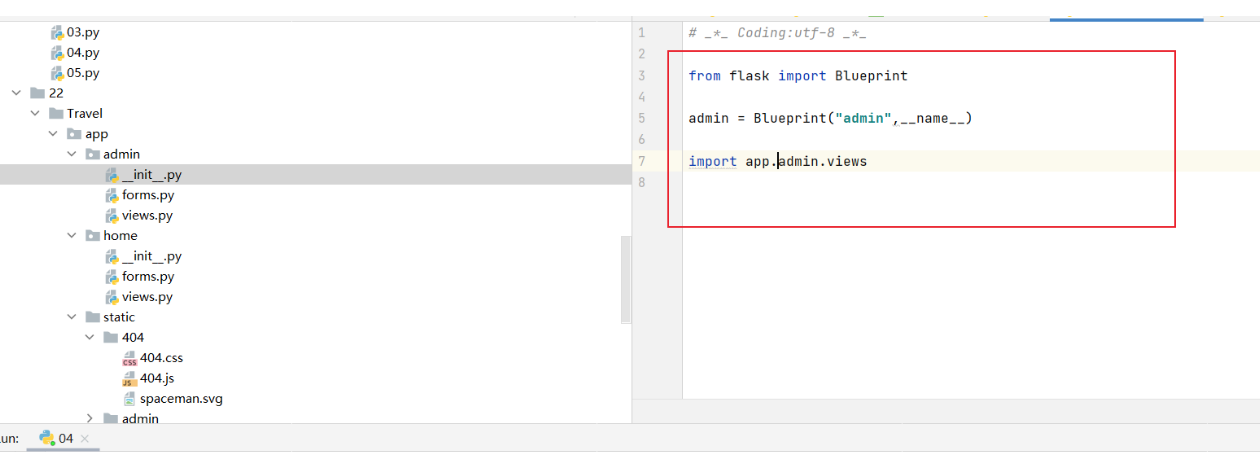 03.py
04.py
05.py
22
Travel
app
admin
__init__.py
forms.py
views.py
home
__init__.py
forms.py
views.py
static
404
404.css
404.js
spaceman.svg
admin
un:
04
1 # _*_ Coding:utf-8 _*_
2
3 from flask import Blueprint
4
5 admin = Blueprint("admin",__name__)
6
7 import app.admin.views
8